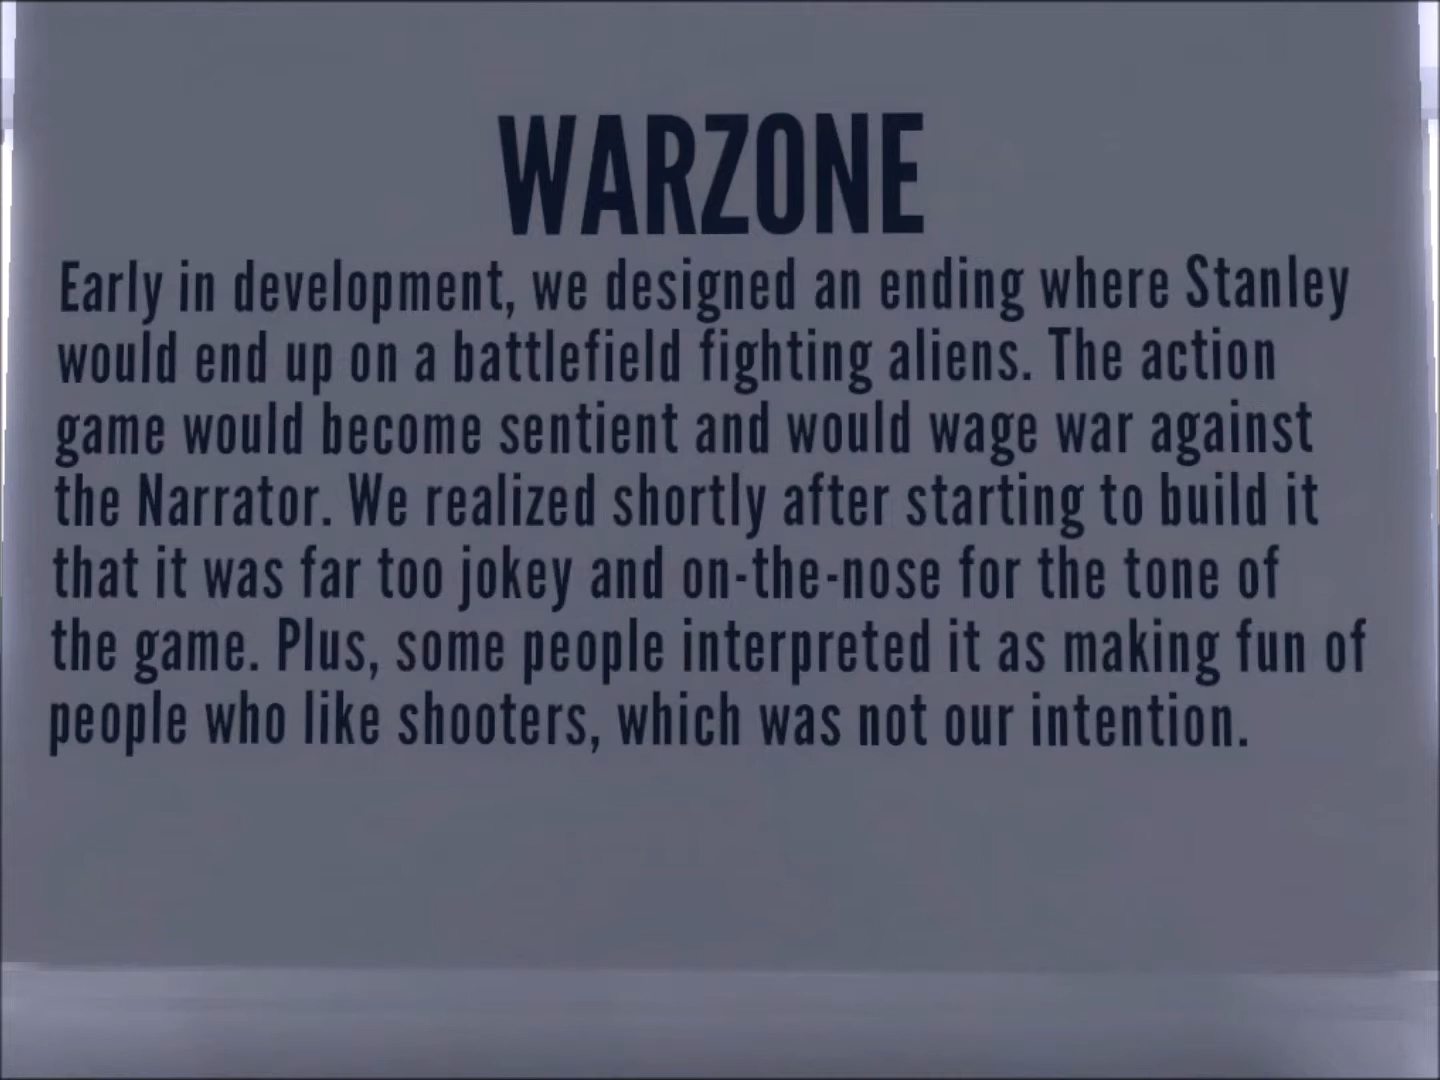 WARZONE
Early in development, we designed an ending where Stanley
would end up on a battlefield fighting aliens. The action
game would become sentient and would wage war against
the Narrator. We realized shortly after starting to build it
that it was far too jokey and on-the-nose for the tone of
the game. Plus, some people interpreted it as making fun of
people who like shooters, which was not our intention.